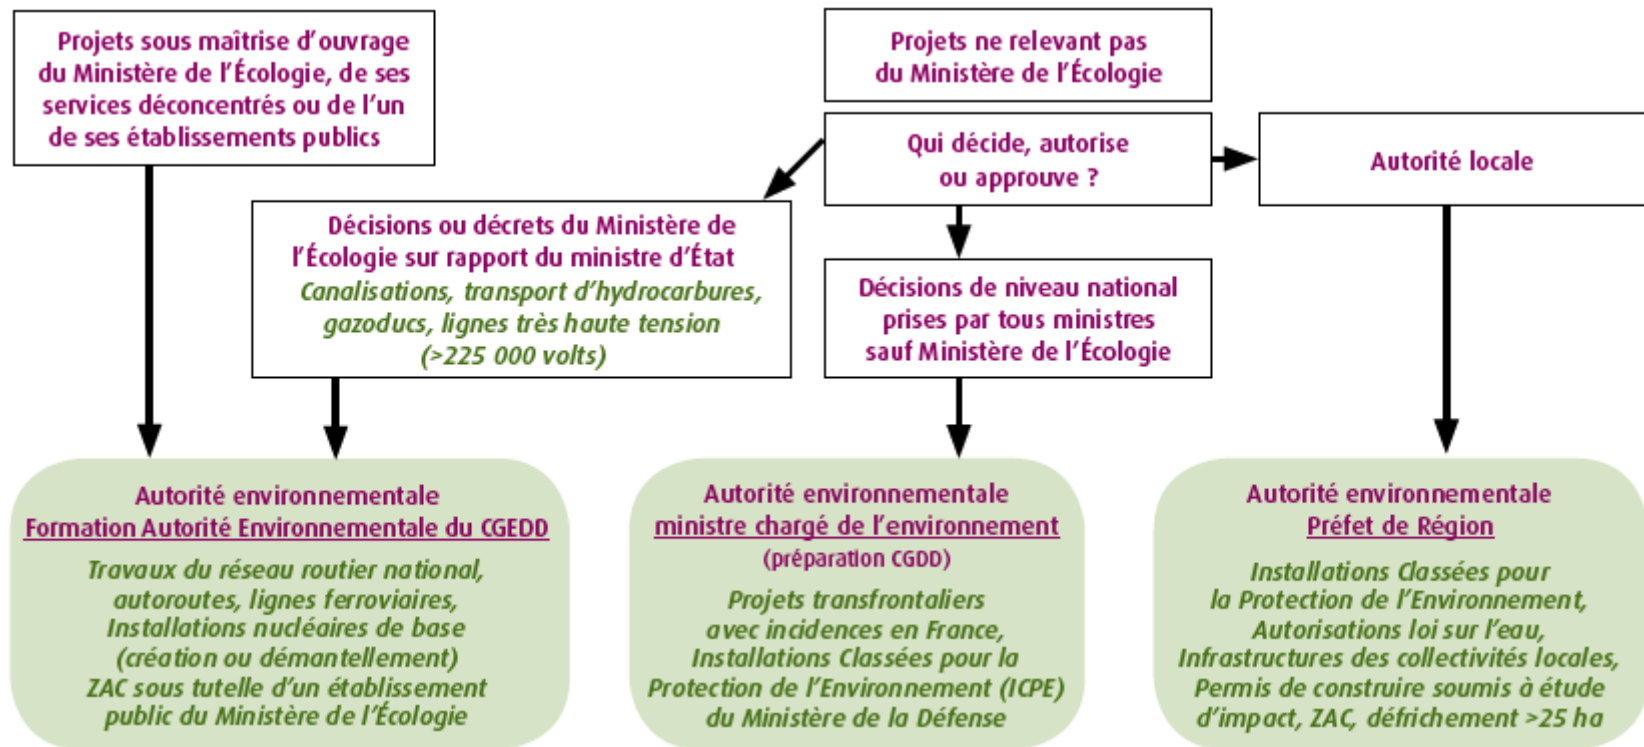 Projets sous maîtrise d'ouvrage
du Ministère de l'Écologie, de ses
services déconcentrés ou de l'un
de ses établissements publics
Projets ne relevant pas
du Ministère de l'Écologie
Qui décide, autorise
ou approuve ?
Autorité locale
Décisions ou décrets du Ministère de
l'Écologie sur rapport du ministre d'État
Canalisations, transport d'hydrocarbures,
gazoducs, lignes très haute tension
(>225 000 volts)
Décisions de niveau national
prises par tous ministres
sauf Ministère de l'Écologie
Autorité environnementale
Formation Autorité Environnementale du CGEDD
Travaux du réseau routier national,
autoroutes, lignes ferroviaires,
Installations nucléaires de base
(création ou démantellement)
ZAC sous tutelle d'un établissement
public du Ministère de l'Écologie
Autorité environnementale
ministre chargé de l'environnement
(préparation CGDD)
Projets transfrontaliers
avec incidences en France,
Installations Classées pour la
Protection de l'Environnement (ICPE)
du Ministère de la Défense
Autorité environnementale
Préfet de Région
Installations Classées pour
la Protection de l'Environnement,
Autorisations loi sur l'eau,
Infrastructures des collectivités locales,
Permis de construire soumis à étude
d'impact, ZAC, défrichement >25 ha